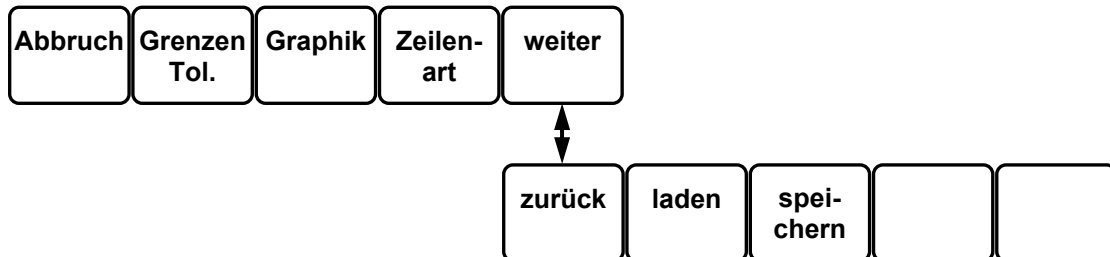 Abbruch Grenzen Graphik Zeilen- weiter
Tol. art
zurück laden spei-
chern